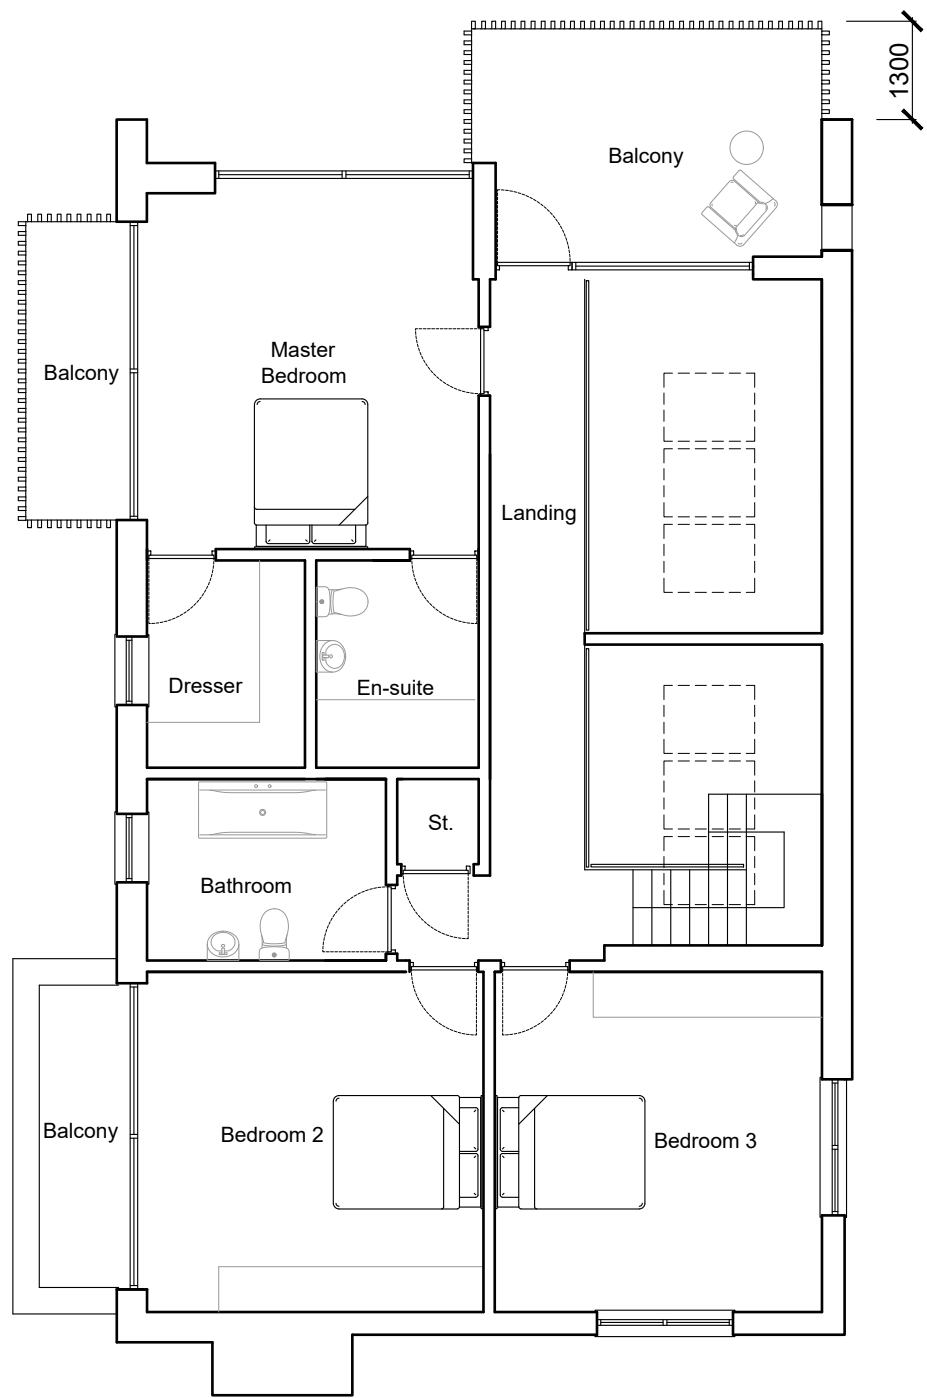 1300
Balcony
Master
Bedroom
Balcony
Landing
Dresser
En-suite
St.
Bathroom
Balcony
Bedroom 2
Bedroom 3